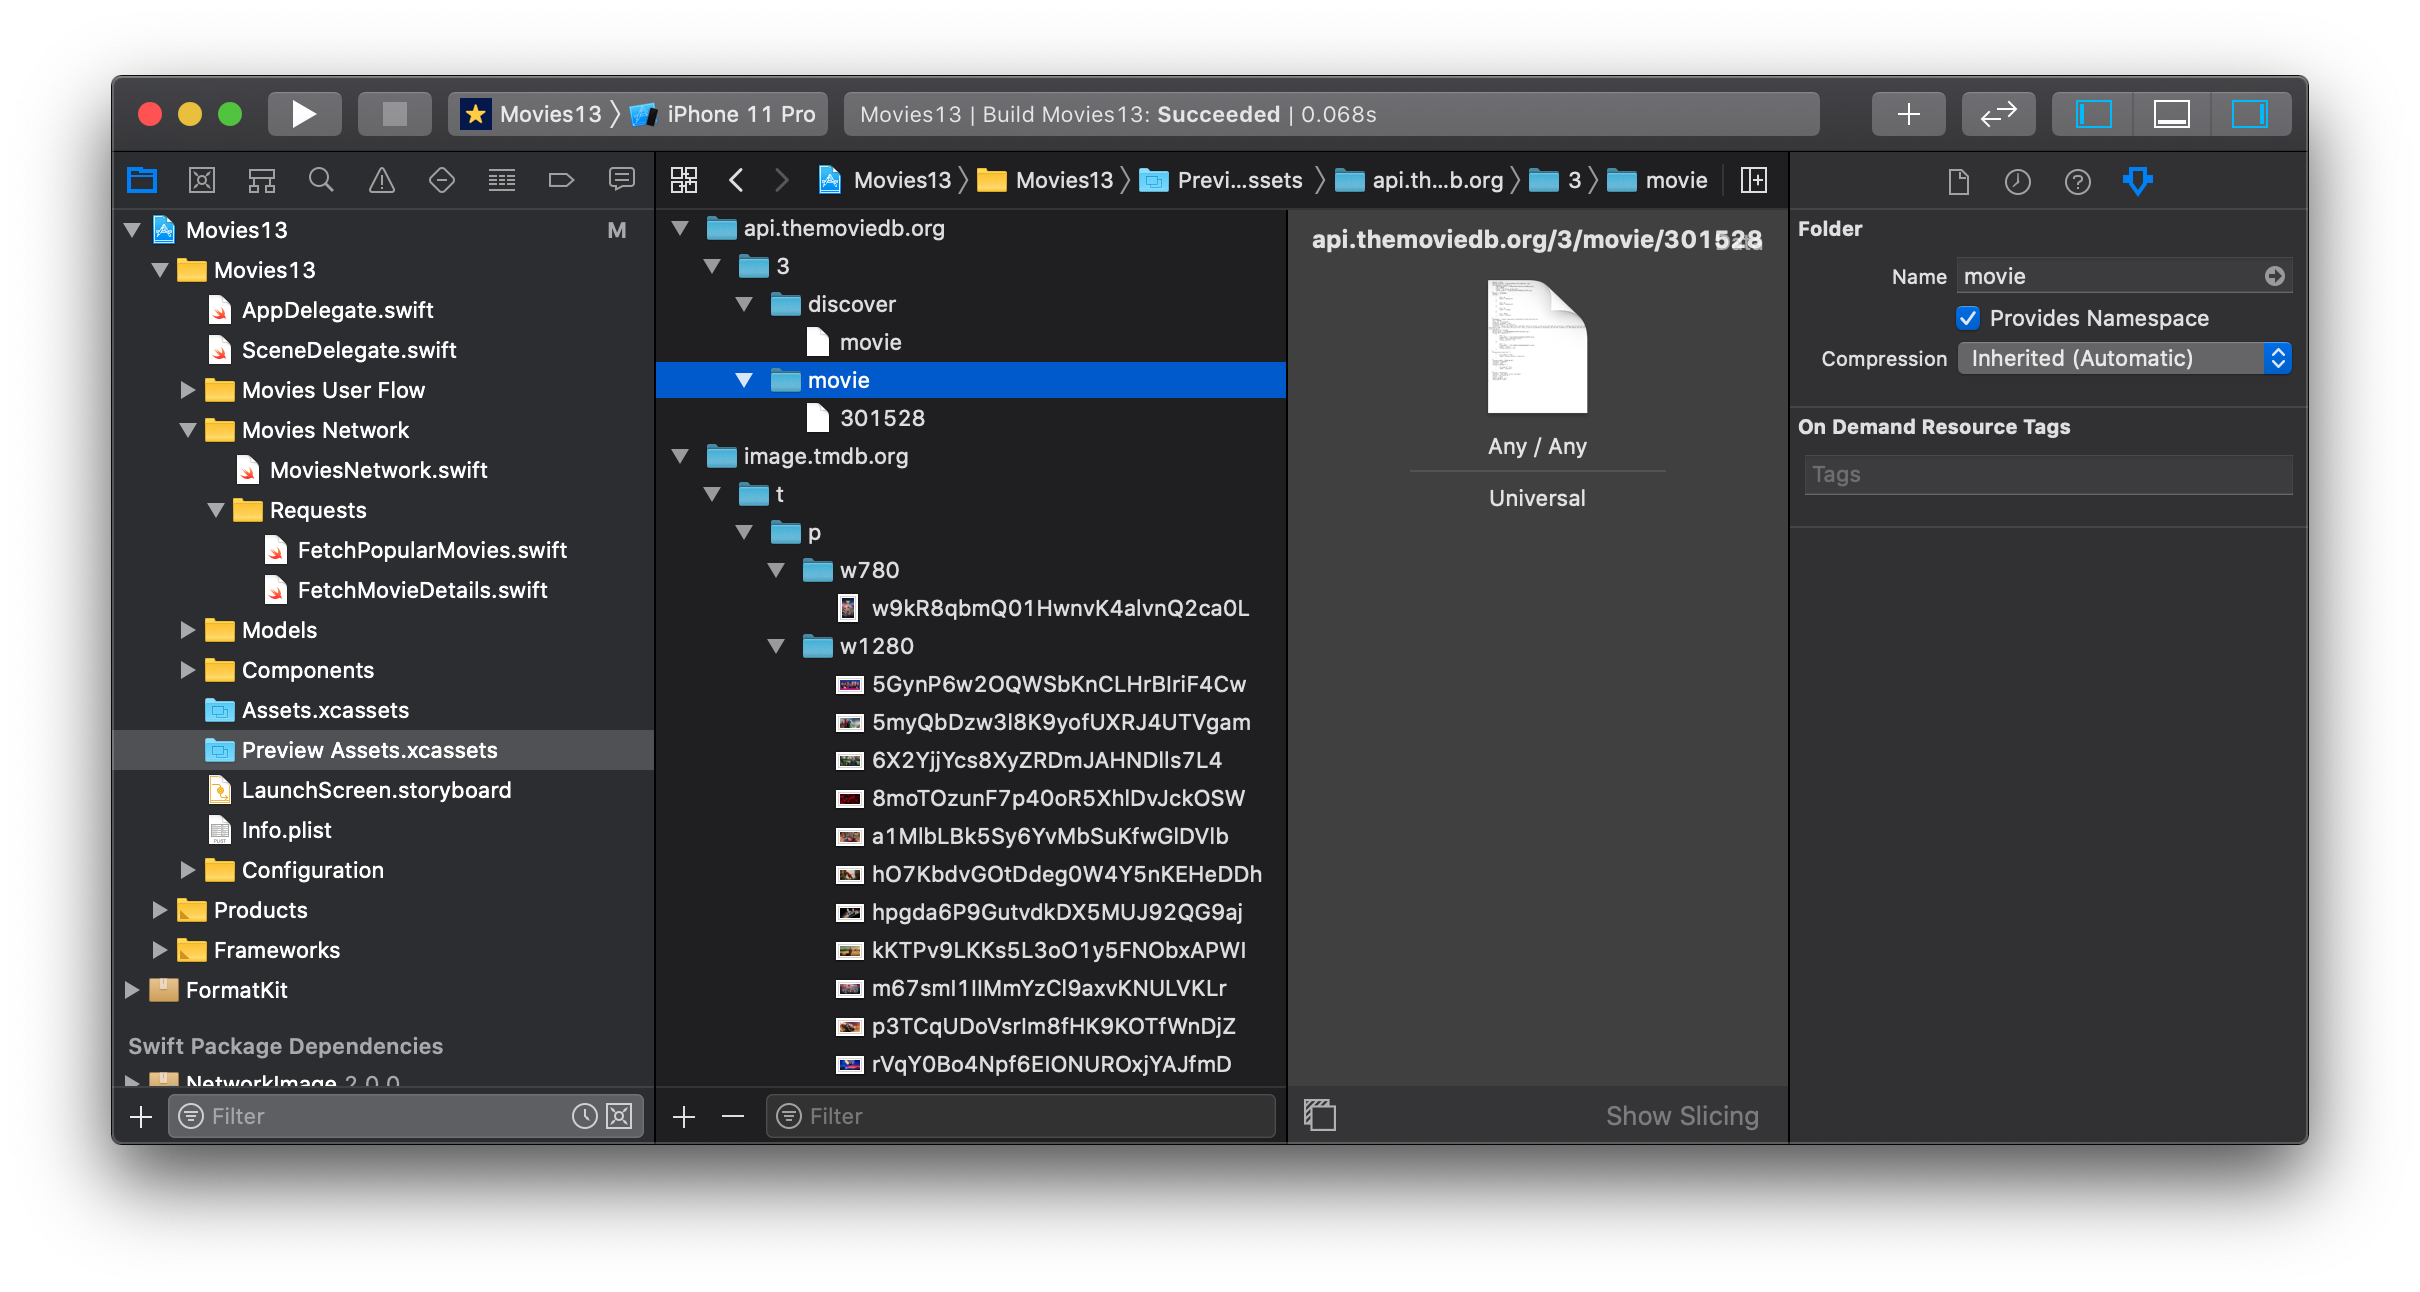 Movies13 iPhone 11 Pro
Movies13 | Build Movies13: Succeeded | 0.068s
Movies13 M
Movies13
AppDelegate.swift
SceneDelegate.swift
Movies User Flow
Movies Network
MoviesNetwork.swift
Requests
FetchPopularMovies.swift
FetchMovieDetails.swift
Models
Components
Assets.xcassets
Preview Assets.xcassets
LaunchScreen.storyboard
Info.plist
Configuration
Products
Frameworks
FormatKit
Swift Package Dependencies
NetworkImage 2.0.0
Filter
Movies13 Movies13 Previ...ssets api.th...b.org 3 movie
api.themoviedb.org
3
discover
movie
movie
301528
image.tmdb.org
t
p
w780
w9kR8qbmQ01HwnvK4alvnQ2ca0L
w1280
5GynP6w2OQWSbKnCLHrBIriF4Cw
5myQbDzw3l8K9yofUXRJ4UTVgam
6X2YjjYcs8XyZRDmJAHNDlls7L4
8moTOzunF7p40oR5XhlDvJckOSW
a1MlbLBk5Sy6YvMbSuKfwGlDVlb
hO7KbdvGOtDdeg0W4Y5nKEHeDDh
hpgda6P9GutvdkDX5MUJ92QG9aj
kKTPv9LKKs5L3oO1y5FNObxAPWI
m67smI1IIMmYzCl9axvKNULVKLr
p3TCqUDoVsrIm8fHK9KOTfWnDjZ
rVqY0Bo4Npf6EIONUROxjYAJfmD
Filter
api.themoviedb.org/3/movie/301528
Data
Any / Any
Universal
Show Slicing
Folder
Name movie
Provides Namespace
Compression Inherited (Automatic)
On Demand Resource Tags
Tags